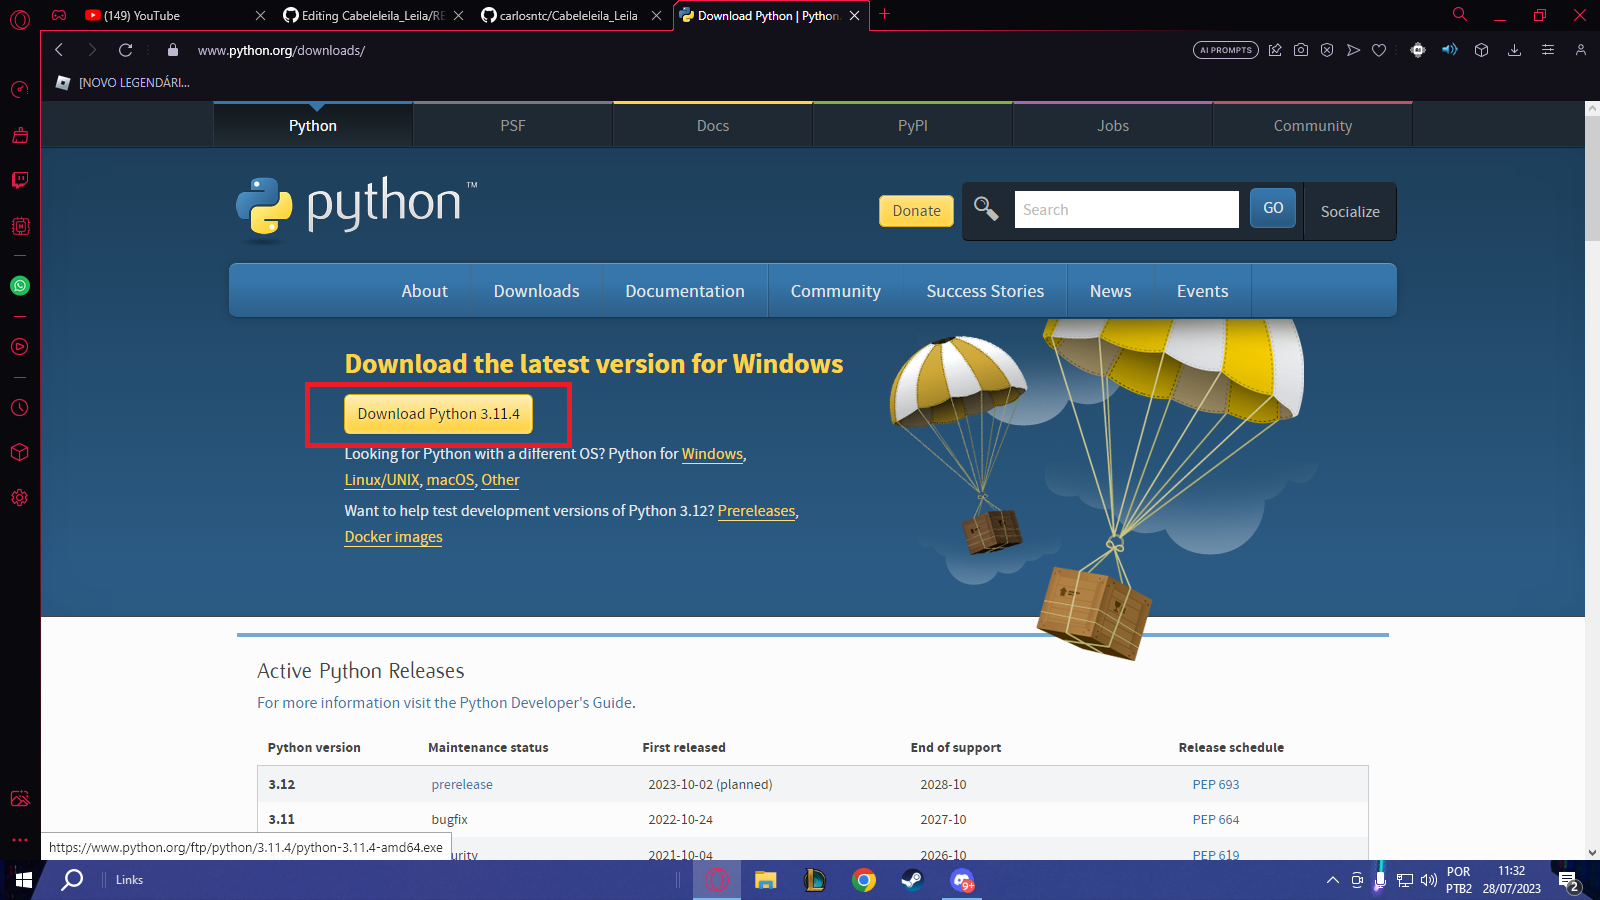 (149) YouTube
Editing Cabeleleila_Leila/RE
carlosntc/Cabeleleila_Leila
Download Python | Python.
www.python.org/downloads/
AI PROMPTS
[NOVO LEGENDÁRI...
Python
PSF
Docs
PyPI
Jobs
Community
python™
Donate
Search
GO
Socialize
About
Downloads
Documentation
Community
Success Stories
News
Events
Download the latest version for Windows
Download Python 3.11.4
Looking for Python with a different OS? Python for Windows,
Linux/UNIX, macOS, Other
Want to help test development versions of Python 3.12? Prereleases,
Docker images
Active Python Releases
For more information visit the Python Developer's Guide.
Python version Maintenance status First released End of support Release schedule
3.12 prerelease 2023-10-02 (planned) 2028-10 PEP 693
3.11 bugfix 2022-10-24 2027-10 PEP 664
2021-10-04 2026-10 PEP 619
https://www.python.org/ftp/python/3.11.4/python-3.11.4-amd64.exe
Links
9+
POR
PTB2
11:32
28/07/2023
2